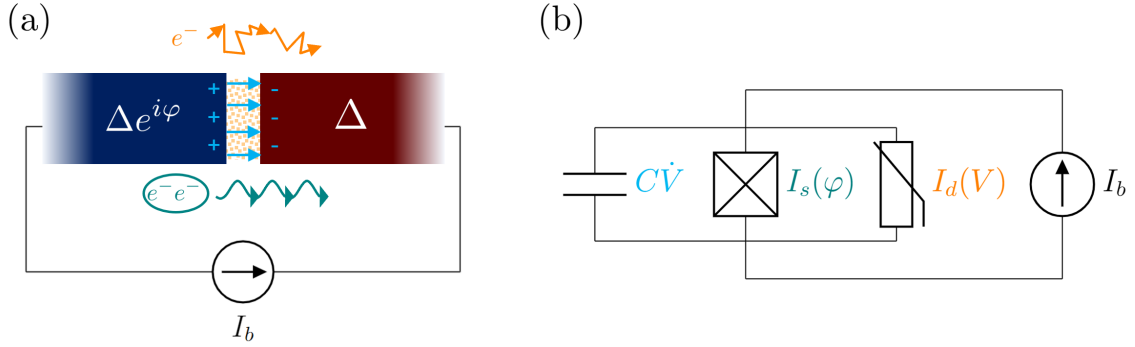 (a)
e⁻
+ -
Δe^{iφ} + - Δ
+ -
e⁻ e⁻
I_b
(b)
CV̇ I_s(φ) I_d(V) I_b